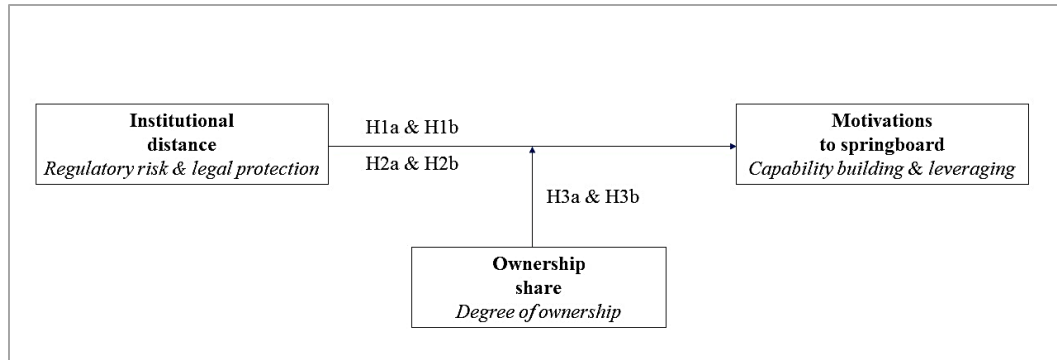 Institutional
distance
Regulatory risk & legal protection
H1a & H1b
H2a & H2b
Motivations
to springboard
Capability building & leveraging
H3a & H3b
Ownership
share
Degree of ownership